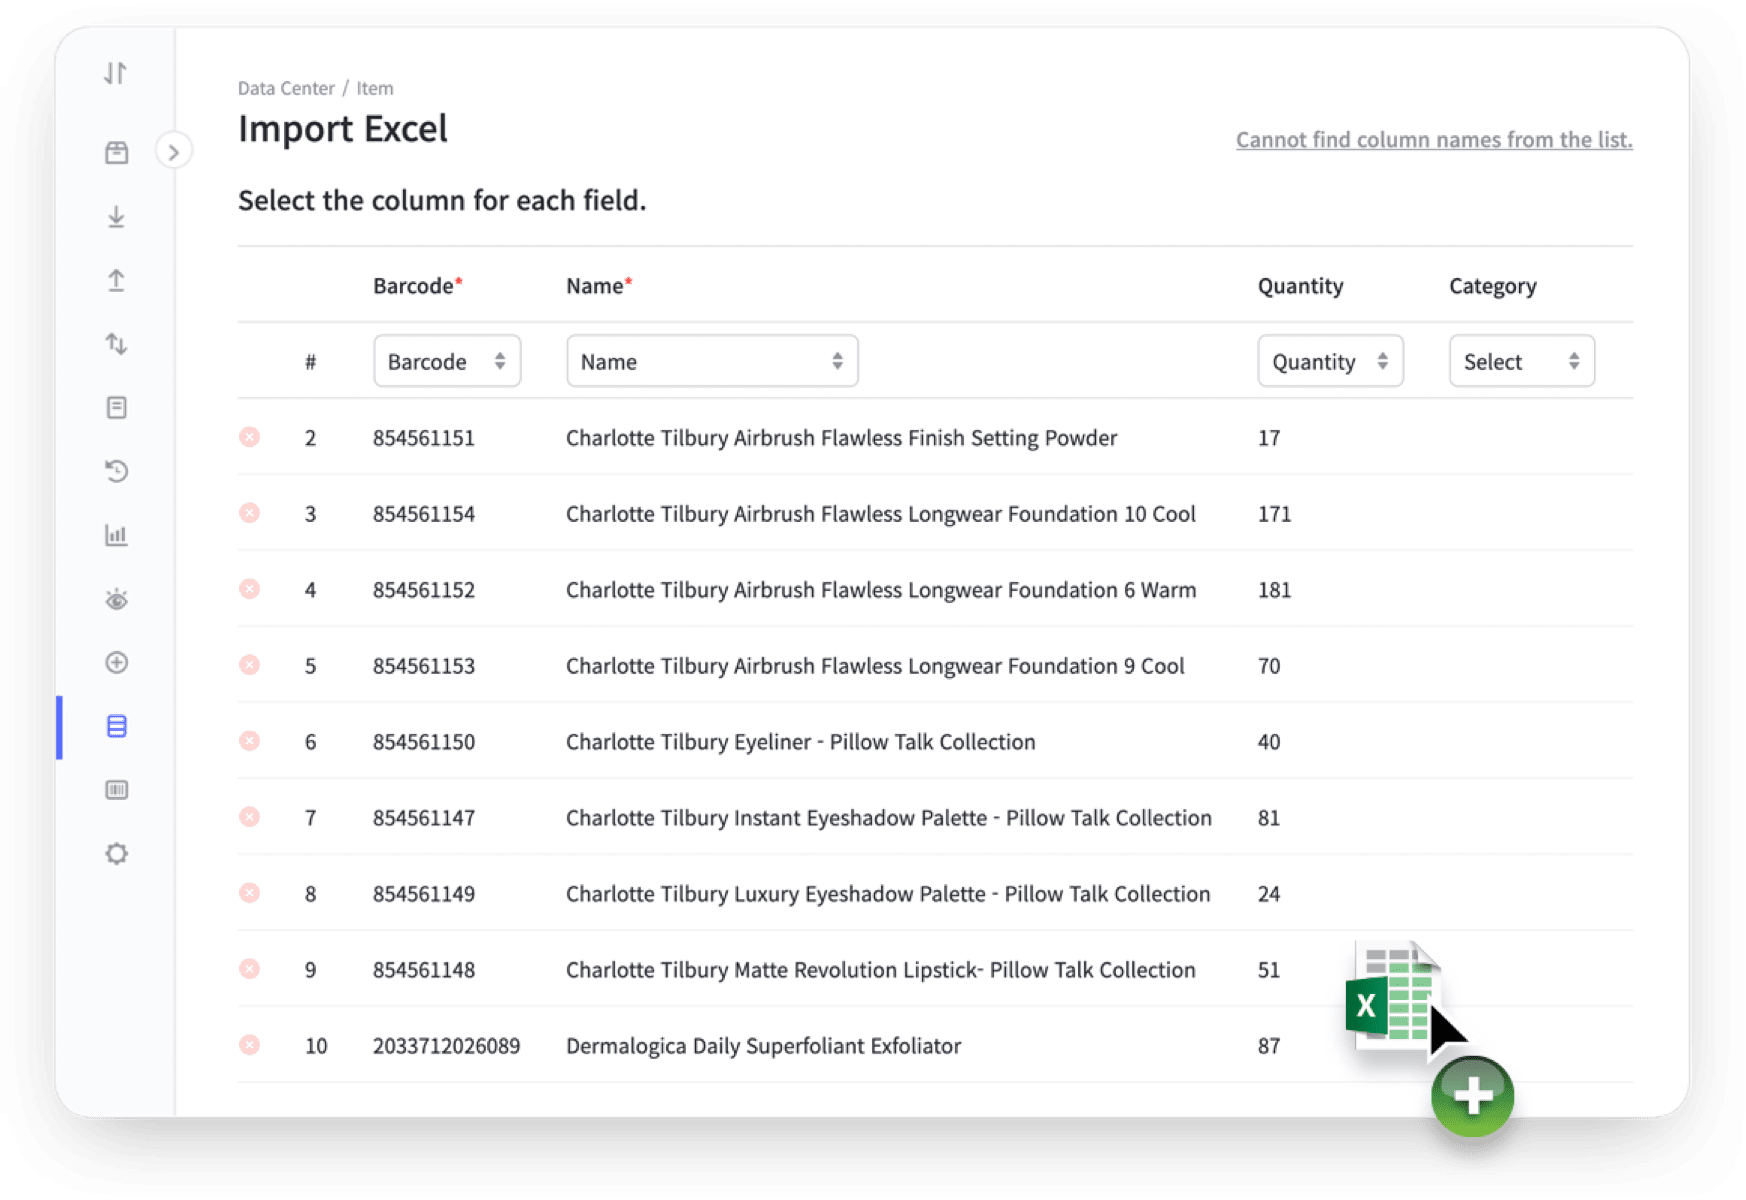 Data Center / Item
Import Excel
Cannot find column names from the list.
Select the column for each field.
Barcode* Name* Quantity Category
# Barcode Name Quantity Select
2 854561151 Charlotte Tilbury Airbrush Flawless Finish Setting Powder 17
3 854561154 Charlotte Tilbury Airbrush Flawless Longwear Foundation 10 Cool 171
4 854561152 Charlotte Tilbury Airbrush Flawless Longwear Foundation 6 Warm 181
5 854561153 Charlotte Tilbury Airbrush Flawless Longwear Foundation 9 Cool 70
6 854561150 Charlotte Tilbury Eyeliner - Pillow Talk Collection 40
7 854561147 Charlotte Tilbury Instant Eyeshadow Palette - Pillow Talk Collection 81
8 854561149 Charlotte Tilbury Luxury Eyeshadow Palette - Pillow Talk Collection 24
9 854561148 Charlotte Tilbury Matte Revolution Lipstick- Pillow Talk Collection 51
10 2033712026089 Dermalogica Daily Superfoliant Exfoliator 87
X